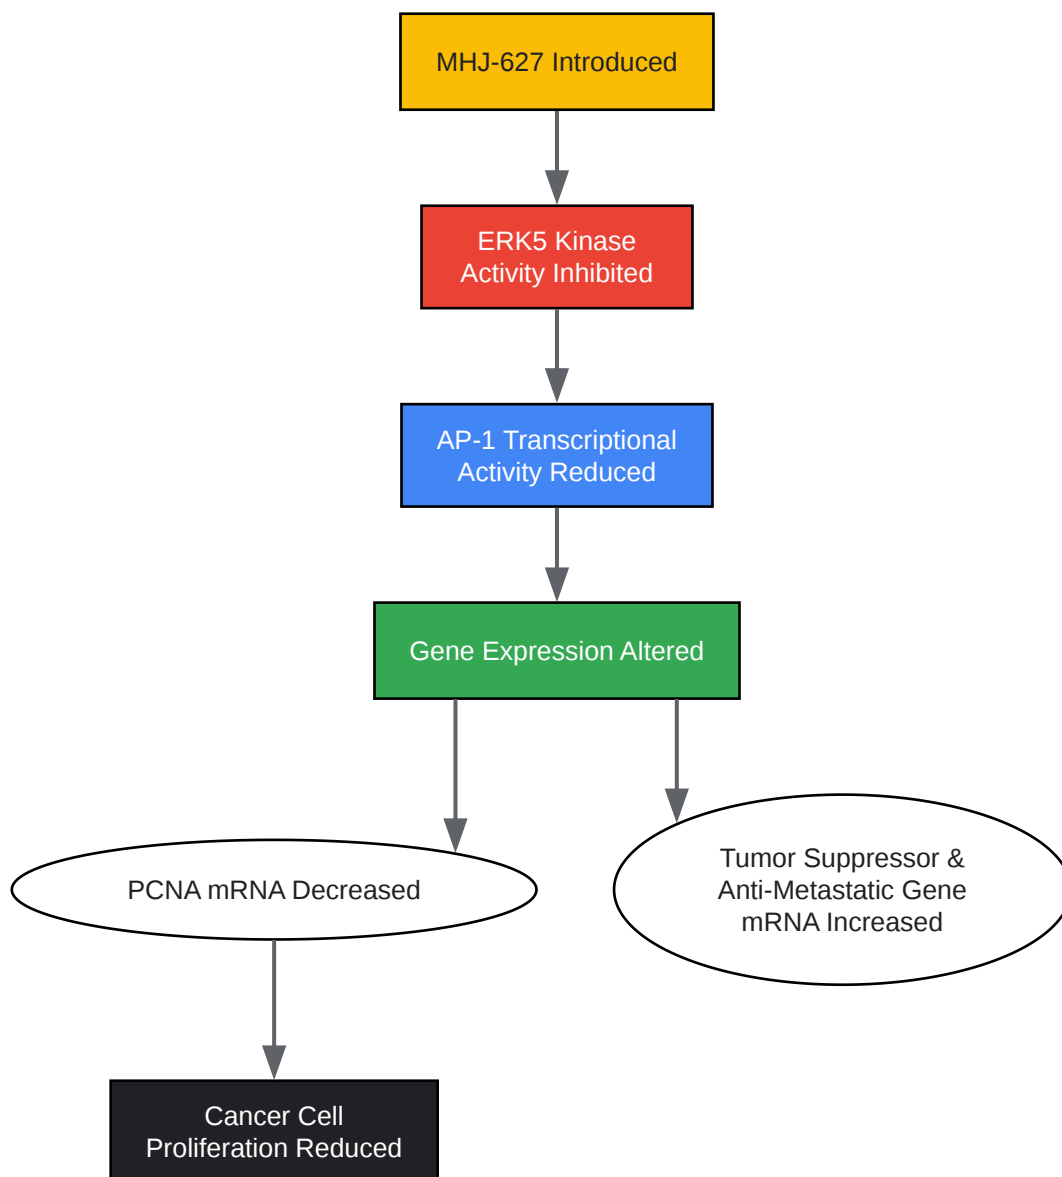 MHJ-627 Introduced
ERK5 Kinase
Activity Inhibited
AP-1 Transcriptional
Activity Reduced
Gene Expression Altered
PCNA mRNA Decreased
Tumor Suppressor &
Anti-Metastatic Gene
mRNA Increased
Cancer Cell
Proliferation Reduced